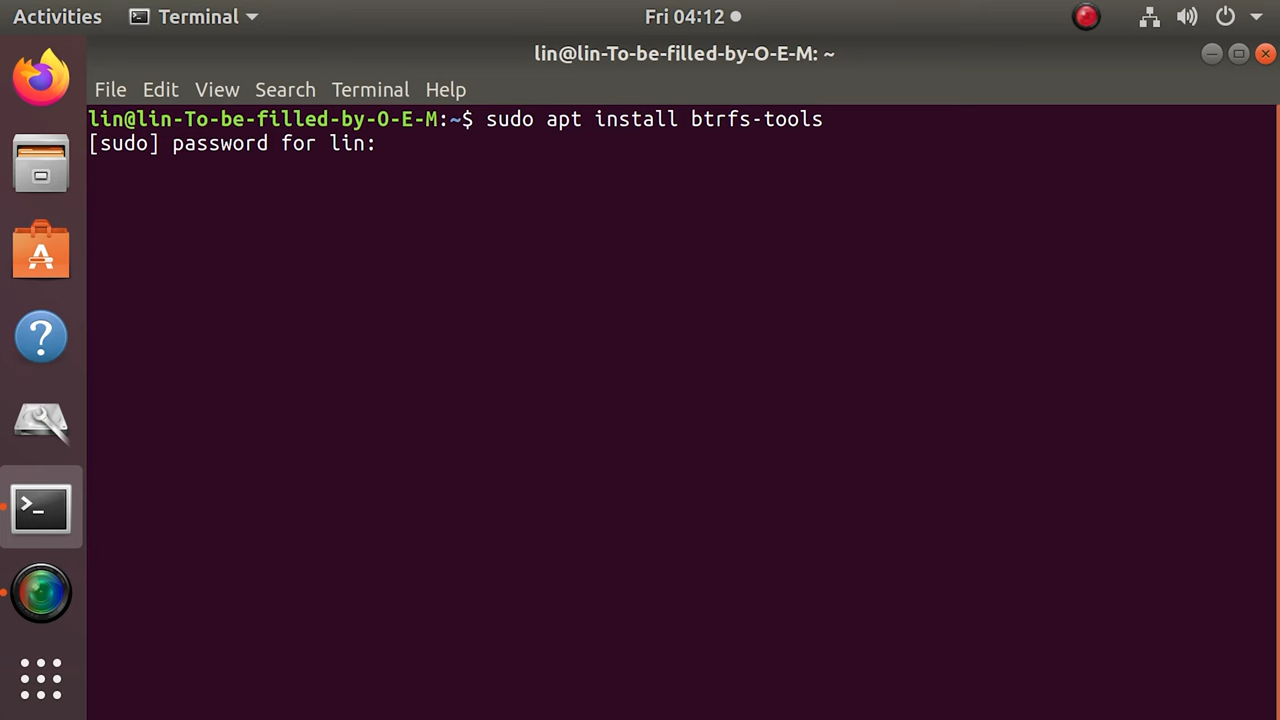 Activities Terminal Fri 04:12
lin@lin-To-be-filled-by-O-E-M: ~
File Edit View Search Terminal Help
lin@lin-To-be-filled-by-O-E-M:~$ sudo apt install btrfs-tools
[sudo] password for lin: